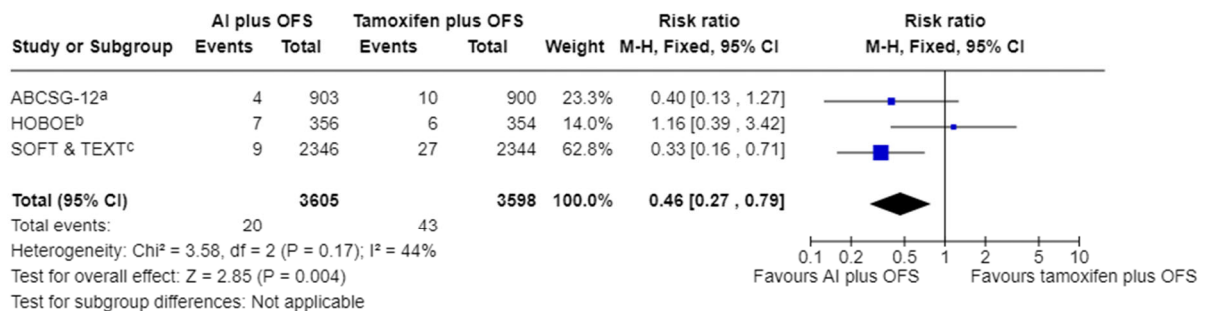 AI plus OFS Tamoxifen plus OFS Risk ratio Risk ratio
Study or Subgroup Events Total Events Total Weight M-H, Fixed, 95% CI M-H, Fixed, 95% CI
ABCSG-12a 4 903 10 900 23.3% 0.40 [0.13 , 1.27]
HOBOEb 7 356 6 354 14.0% 1.16 [0.39 , 3.42]
SOFT & TEXTc 9 2346 27 2344 62.8% 0.33 [0.16 , 0.71]
Total (95% CI) 3605 3598 100.0% 0.46 [0.27 , 0.79]
Total events: 20 43
Heterogeneity: Chi² = 3.58, df = 2 (P = 0.17); I² = 44%
Test for overall effect: Z = 2.85 (P = 0.004)
Test for subgroup differences: Not applicable
0.1 0.2 0.5 1 2 5 10
Favours AI plus OFS Favours tamoxifen plus OFS